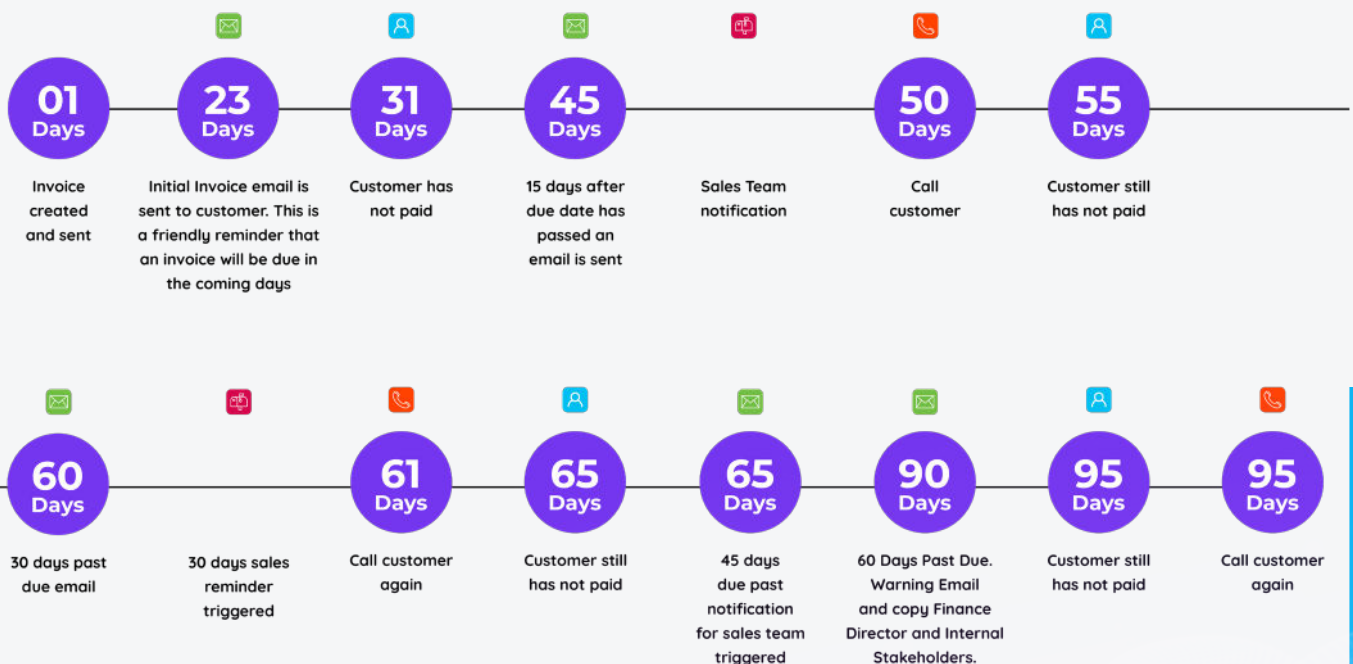 01
Days
Invoice
created
and sent
23
Days
Initial Invoice email is
sent to customer. This is
a friendly reminder that
an invoice will be due in
the coming days
31
Days
Customer has
not paid
45
Days
15 days after
due date has
passed an
email is sent
Sales Team
notification
50
Days
Call
customer
55
Days
Customer still
has not paid
60
Days
30 days past
due email
30 days sales
reminder
triggered
61
Days
Call customer
again
65
Days
Customer still
has not paid
65
Days
45 days
due past
notification
for sales team
triggered
90
Days
60 Days Past Due.
Warning Email
and copy Finance
Director and Internal
Stakeholders.
95
Days
Customer still
has not paid
95
Days
Call customer
again